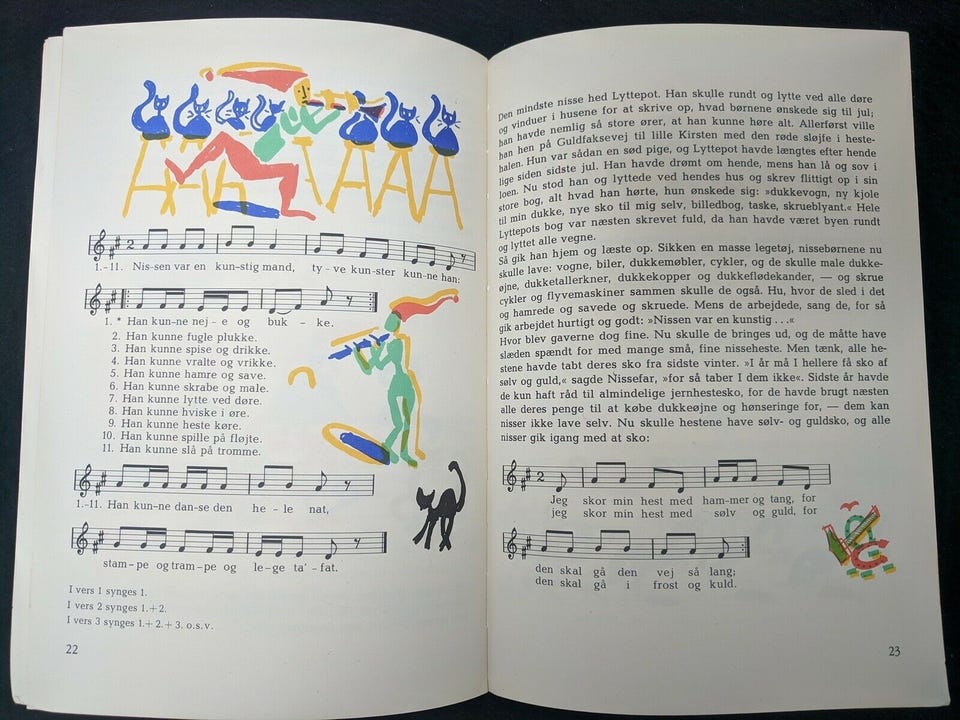 2
1.-11. Nis-sen var en kun-stig mand, ty-ve kun-ster kun-ne han:
1. * Han kun-ne nej-e og buk-ke.
2. Han kunne fugle plukke.
3. Han kunne spise og drikke.
4. Han kunne vralte og vrikke.
5. Han kunne hamre og save.
6. Han kunne skrabe og male.
7. Han kunne lytte ved døre.
8. Han kunne hviske i øre.
9. Han kunne heste køre.
10. Han kunne spille på fløjte.
11. Han kunne slå på tromme.
1.-11. Han kun-ne dan-se den he-le nat,
stam-pe og tram-pe og le-ge ta'-fat.
I vers 1 synges 1.
I vers 2 synges 1.+2.
I vers 3 synges 1.+2.+3. o.s.v.
22
Den mindste nisse hed Lyttepot. Han skulle rundt og lytte ved alle døre
og vinduer i husene for at skrive op, hvad børnene ønskede sig til jul;
han havde nemlig så store ører, at han kunne høre alt. Allerførst ville
han hen på Guldfaksevej til lille Kirsten med den røde sløjfe i heste-
halen. Hun var sådan en sød pige, og Lyttepot havde længtes efter hende
lige siden sidste jul. Han havde drømt om hende, mens han lå og sov i
loen. Nu stod han og lyttede ved hendes hus og skrev flittigt op i sin
store bog, alt hvad han hørte, hun ønskede sig: »dukkevogn, ny kjole
til min dukke, nye sko til mig selv, billedbog, taske, skrueblyant.« Hele
Lyttepots bog var næsten skrevet fuld, da han havde været byen rundt
og lyttet alle vegne.
Så gik han hjem og læste op. Sikken en masse legetøj, nissebørnene nu
skulle lave: vogne, biler, dukkemøbler, cykler, og de skulle male dukke-
øjne, dukketallerkner, dukkekopper og dukkeflødekander, — og skrue
cykler og flyvemaskiner sammen skulle de også. Hu, hvor de sled i det
og hamrede og savede og skruede. Mens de arbejdede, sang de, for så
gik arbejdet hurtigt og godt: »Nissen var en kunstig . . .«
Hvor blev gaverne dog fine. Nu skulle de bringes ud, og de måtte have
slæden spændt for med mange små, fine nisseheste. Men tænk, alle he-
stene havde tabt deres sko fra sidste vinter. »I år må I hellere få sko af
sølv og guld,« sagde Nissefar, »for så taber I dem ikke«. Sidste år havde
de kun haft råd til almindelige jernhestesko, for de havde brugt næsten
alle deres penge til at købe dukkeøjne og hønseringe for, — dem kan
nisser ikke lave selv. Nu skulle hestene have sølv- og guldsko, og alle
nisser gik igang med at sko:
2
Jeg skor min hest med ham-mer og tang, for
jeg skor min hest med sølv og guld, for
den skal gå den vej så lang;
den skal gå i frost og kuld.
23